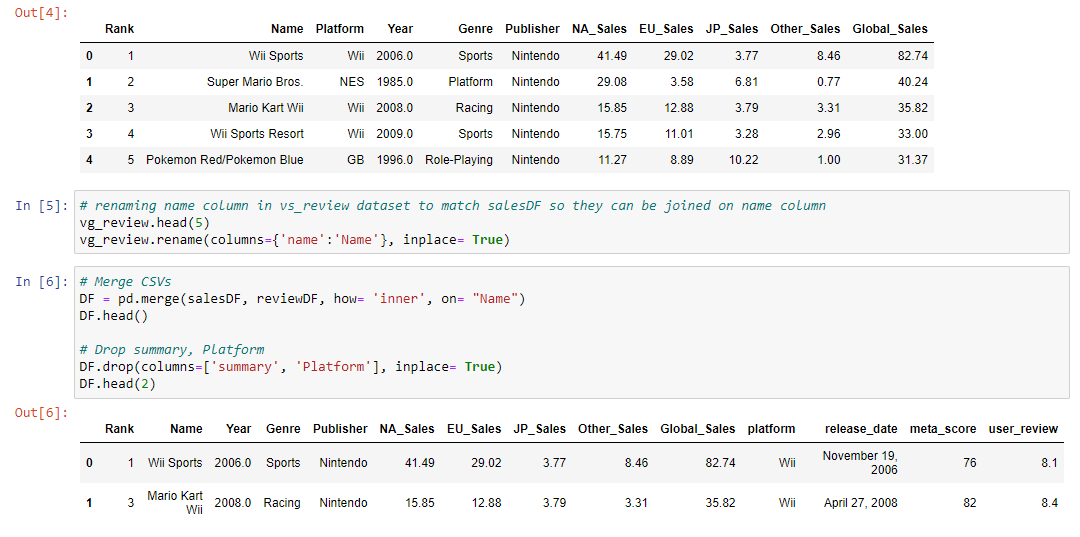 Out[4]:
Rank Name Platform Year Genre Publisher NA_Sales EU_Sales JP_Sales Other_Sales Global_Sales
0 1 Wii Sports Wii 2006.0 Sports Nintendo 41.49 29.02 3.77 8.46 82.74
1 2 Super Mario Bros. NES 1985.0 Platform Nintendo 29.08 3.58 6.81 0.77 40.24
2 3 Mario Kart Wii Wii 2008.0 Racing Nintendo 15.85 12.88 3.79 3.31 35.82
3 4 Wii Sports Resort Wii 2009.0 Sports Nintendo 15.75 11.01 3.28 2.96 33.00
4 5 Pokemon Red/Pokemon Blue GB 1996.0 Role-Playing Nintendo 11.27 8.89 10.22 1.00 31.37
In [5]: # renaming name column in vs_review dataset to match salesDF so they can be joined on name column
vg_review.head(5)
vg_review.rename(columns={'name':'Name'}, inplace= True)
In [6]: # Merge CSVs
DF = pd.merge(salesDF, reviewDF, how= 'inner', on= "Name")
DF.head()
# Drop summary, Platform
DF.drop(columns=['summary', 'Platform'], inplace= True)
DF.head(2)
Out[6]:
Rank Name Year Genre Publisher NA_Sales EU_Sales JP_Sales Other_Sales Global_Sales platform release_date meta_score user_review
0 1 Wii Sports 2006.0 Sports Nintendo 41.49 29.02 3.77 8.46 82.74 Wii November 19,
2006 76 8.1
1 3 Mario Kart
Wii 2008.0 Racing Nintendo 15.85 12.88 3.79 3.31 35.82 Wii April 27, 2008 82 8.4